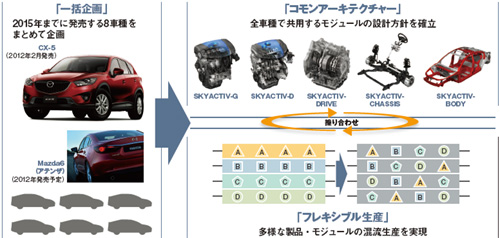 「一括企画」
2015年までに発売する8車種を
まとめて企画
CX-5
(2012年2月発売)
Mazda6
(アテンザ)
(2012年発売予定)
「コモンアーキテクチャー」
全車種で共用するモジュールの設計方針を確立
SKYACTIV-G SKYACTIV-D SKYACTIV-DRIVE SKYACTIV-CHASSIS SKYACTIV-BODY
擦り合わせ
A A A A A B C D
B B B B B C D A
C C C C D B A C
D D D D C A B D
「フレキシブル生産」
多様な製品・モジュールの混流生産を実現